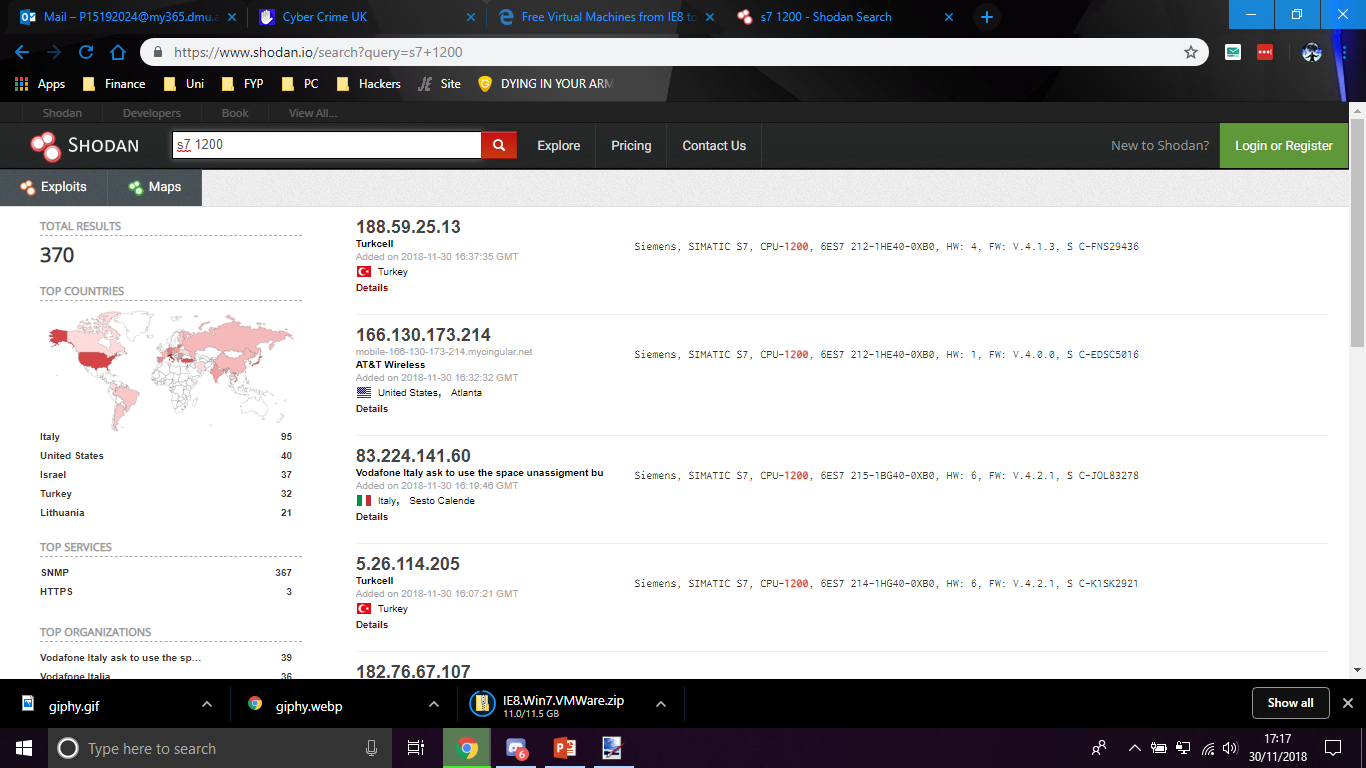 Mail – P15192024@my365.dmu.a
Cyber Crime UK
Free Virtual Machines from IE8 to
s7 1200 - Shodan Search
https://www.shodan.io/search?query=s7+1200
Apps Finance Uni FYP PC Hackers Site DYING IN YOUR ARM
Shodan Developers Book View All...
SHODAN s7 1200 Explore Pricing Contact Us New to Shodan? Login or Register
Exploits Maps
TOTAL RESULTS
370
TOP COUNTRIES
Italy 95
United States 40
Israel 37
Turkey 32
Lithuania 21
TOP SERVICES
SNMP 367
HTTPS 3
TOP ORGANIZATIONS
Vodafone Italy ask to use the sp... 39
Vodafone Italia 36
188.59.25.13
Turkcell
Added on 2018-11-30 16:37:35 GMT
Turkey
Details
Siemens, SIMATIC S7, CPU-1200, 6ES7 212-1HE40-0XB0, HW: 4, FW: V.4.1.3, S C-FNS29436
166.130.173.214
mobile-166-130-173-214.mycingular.net
AT&T Wireless
Added on 2018-11-30 16:32:32 GMT
United States, Atlanta
Details
Siemens, SIMATIC S7, CPU-1200, 6ES7 212-1HE40-0XB0, HW: 1, FW: V.4.0.0, S C-EDSC5016
83.224.141.60
Vodafone Italy ask to use the space unassigment bu
Added on 2018-11-30 16:19:46 GMT
Italy, Sesto Calende
Details
Siemens, SIMATIC S7, CPU-1200, 6ES7 215-1BG40-0XB0, HW: 6, FW: V.4.2.1, S C-JOL83278
5.26.114.205
Turkcell
Added on 2018-11-30 16:07:21 GMT
Turkey
Details
Siemens, SIMATIC S7, CPU-1200, 6ES7 214-1HG40-0XB0, HW: 6, FW: V.4.2.1, S C-K1SK2921
182.76.67.107
giphy.gif
giphy.webp
IE8.Win7.VMWare.zip
11.0/11.5 GB
Show all
Type here to search
6
17:17
30/11/2018